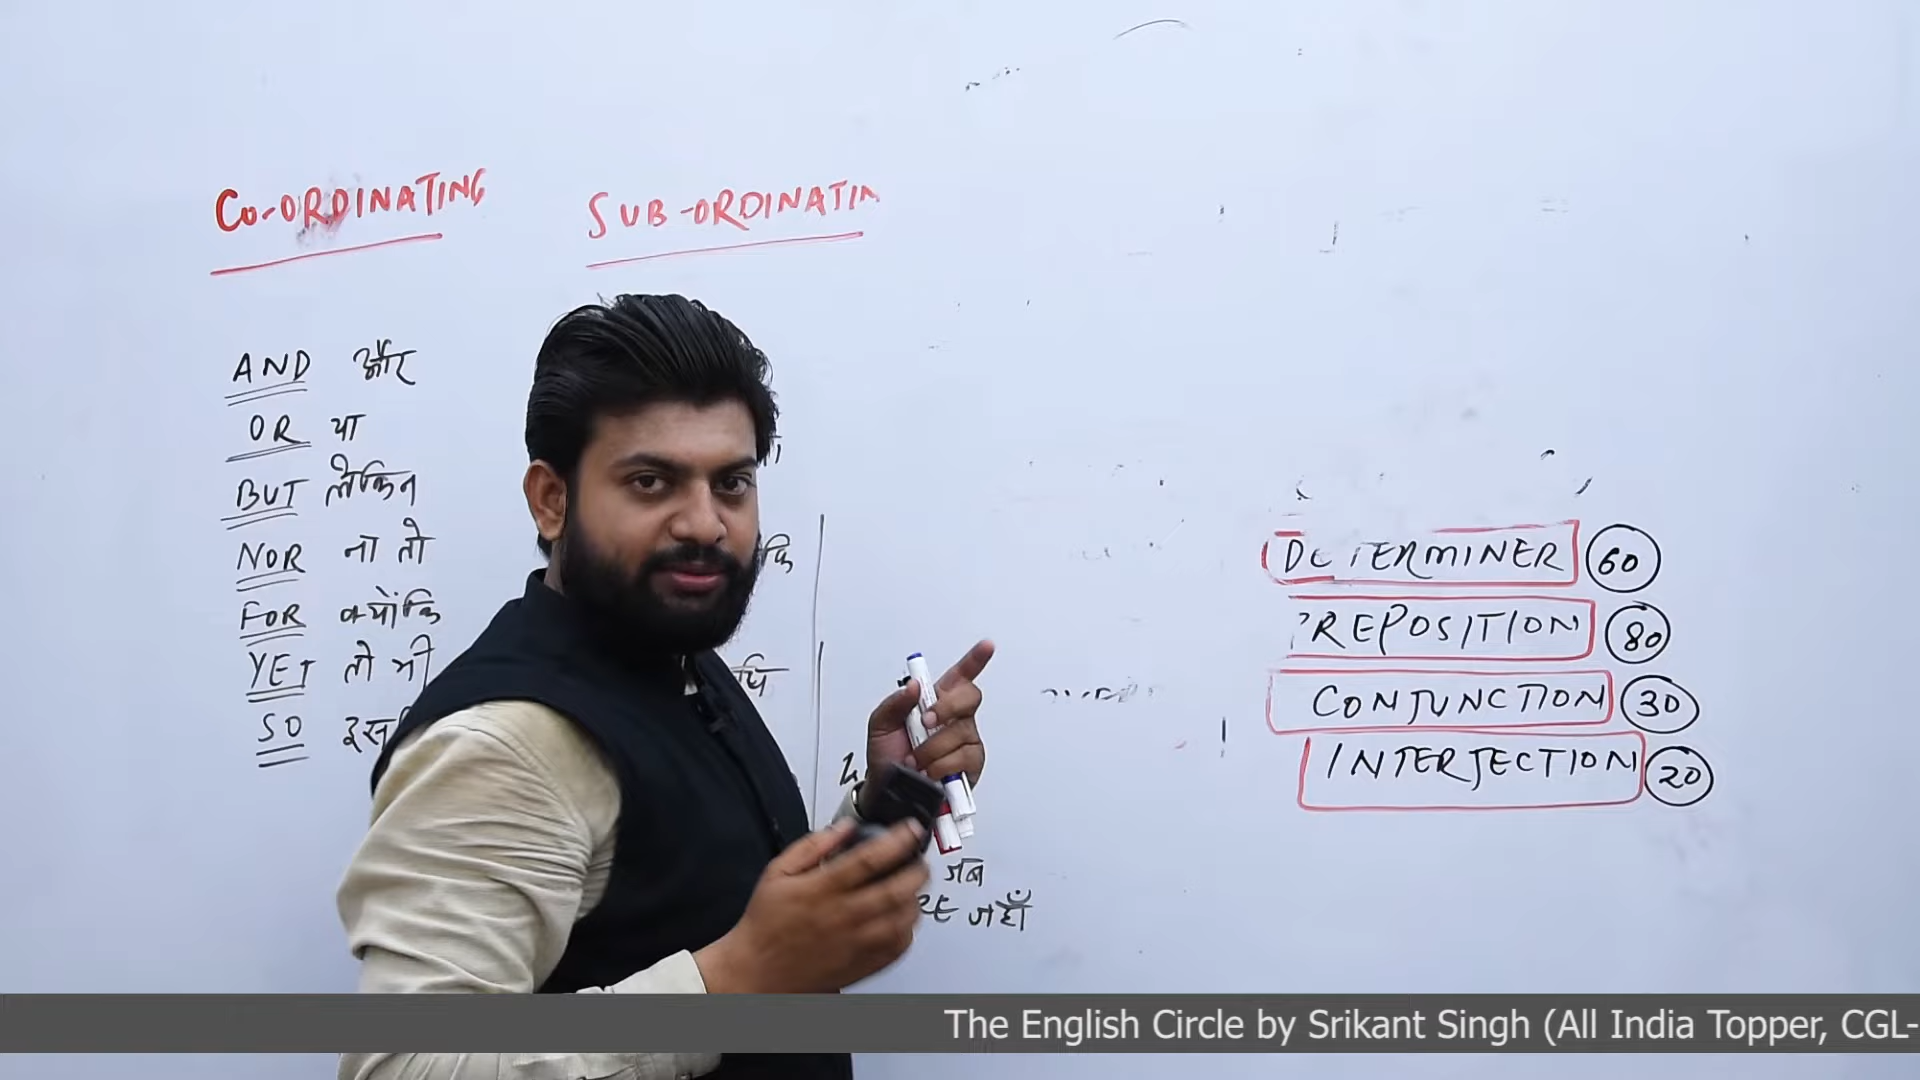 CO-ORDINATING
SUB-ORDINATIN
AND और
OR या
BUT लेकिन
NOR ना तो
FOR क्योंकि
YET तो भी
SO
जब
जहाँ
DETERMINER 60
PREPOSITION 80
CONJUNCTION 30
INTERJECTION 20
The English Circle by Srikant Singh (All India Topper, CGL-